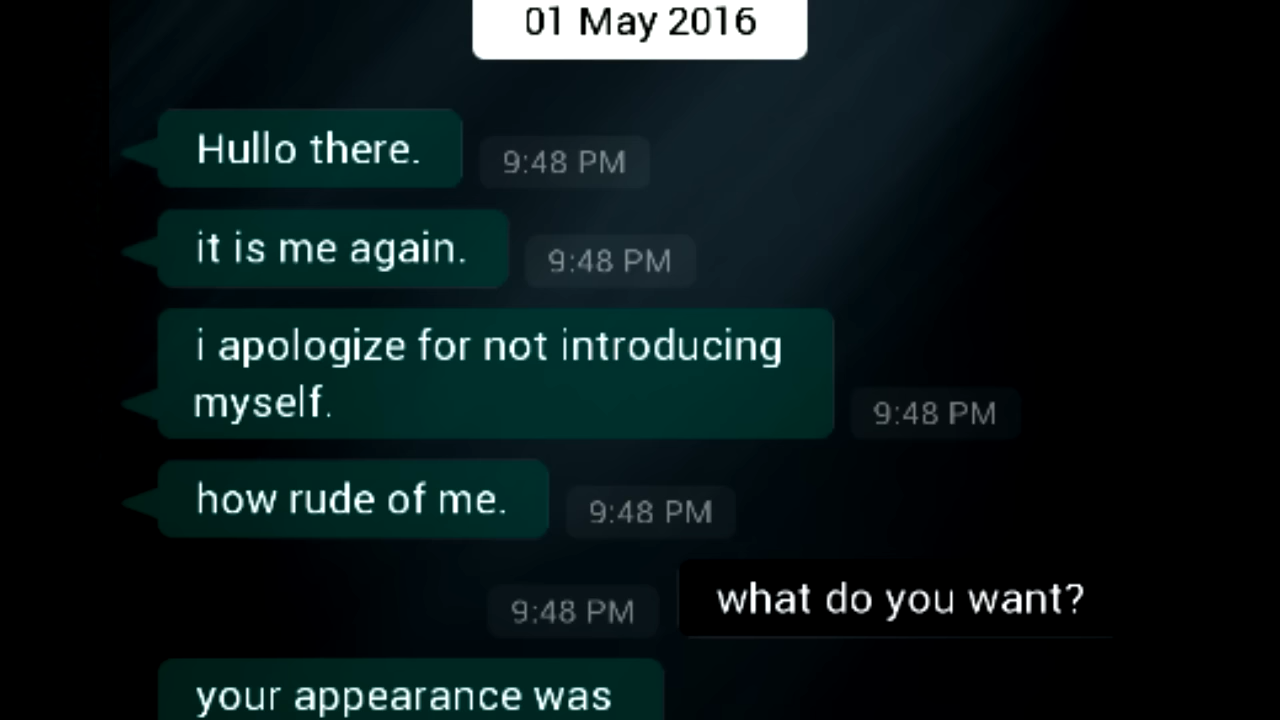 01 May 2016
Hullo there.
9:48 PM
it is me again.
9:48 PM
i apologize for not introducing
myself.
9:48 PM
how rude of me.
9:48 PM
9:48 PM
what do you want?
your appearance was